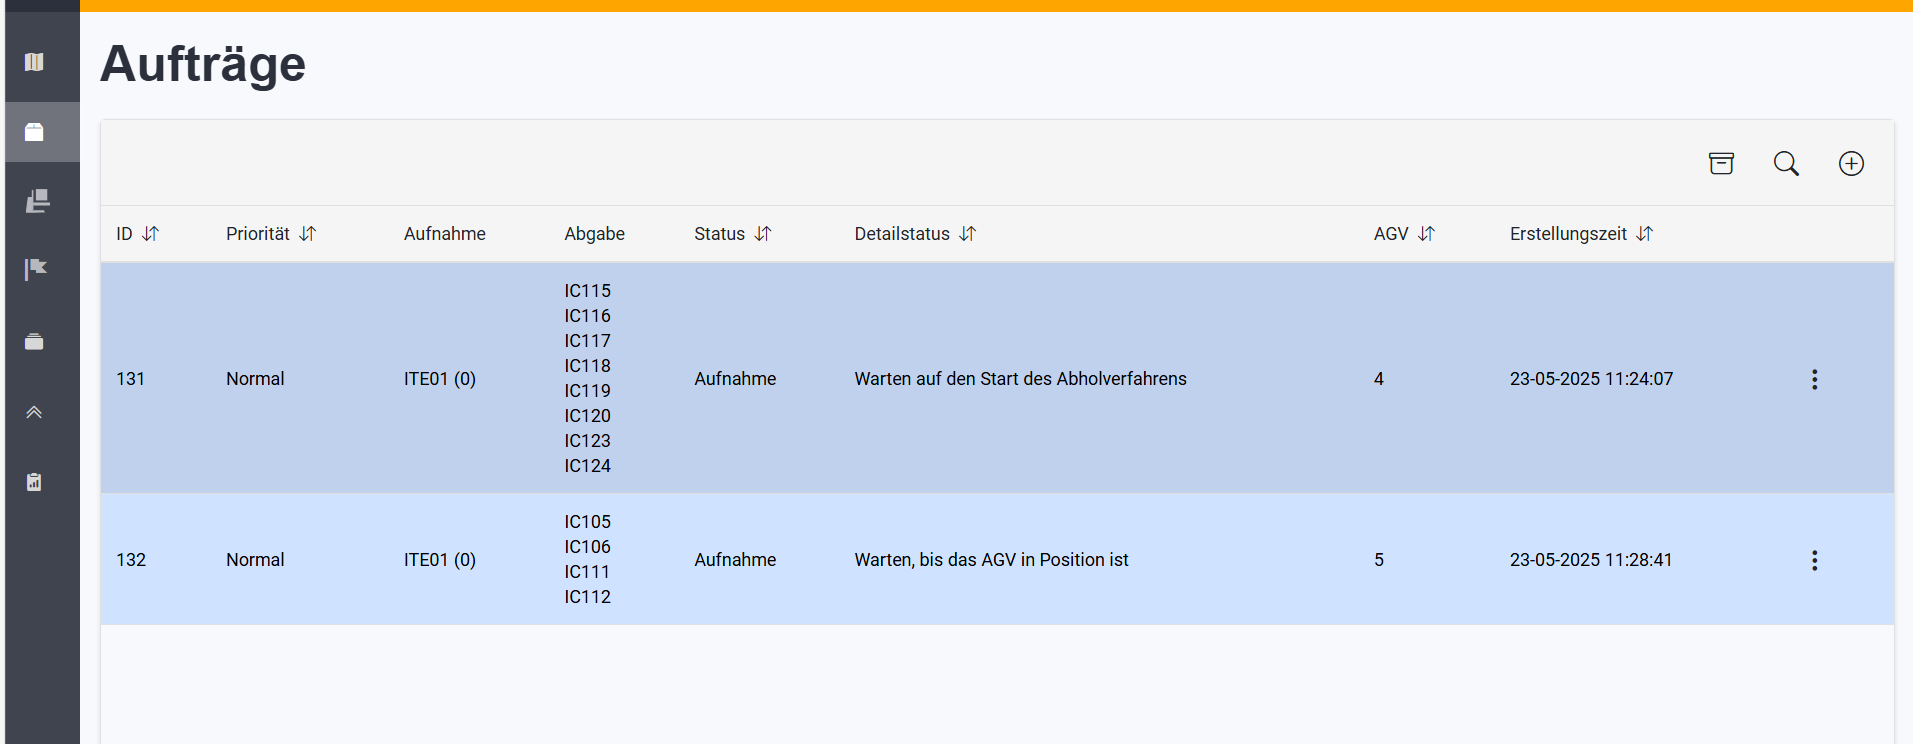 Aufträge
ID Priorität Aufnahme Abgabe Status Detailstatus AGV Erstellungszeit
IC115
IC116
IC117
IC118
131 Normal ITE01 (0) Aufnahme Warten auf den Start des Abholverfahrens 4 23-05-2025 11:24:07
IC119
IC120
IC123
IC124
IC105
IC106
132 Normal ITE01 (0) Aufnahme Warten, bis das AGV in Position ist 5 23-05-2025 11:28:41
IC111
IC112